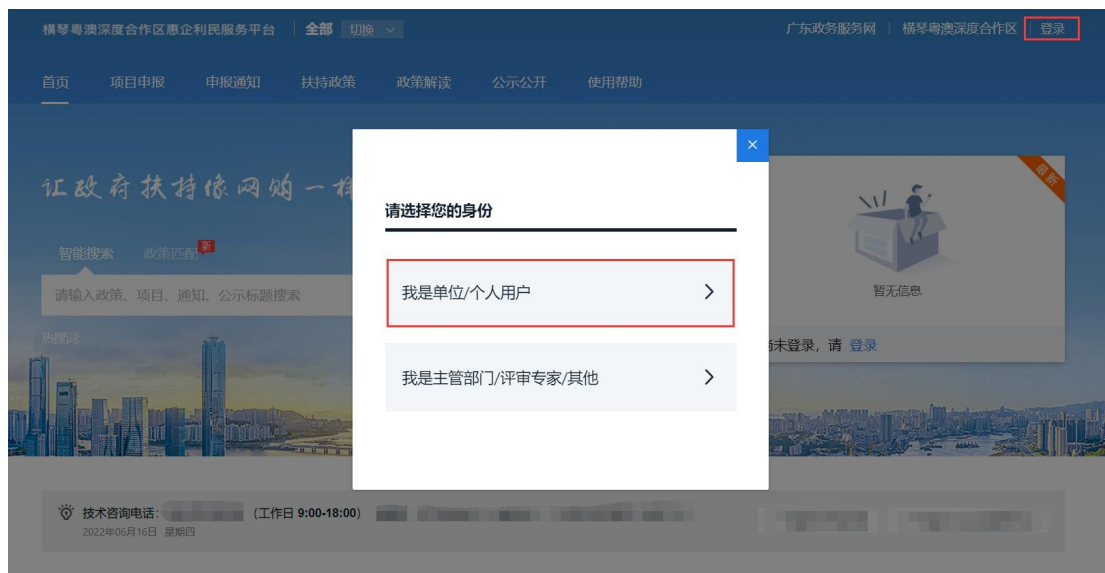 横琴粤澳深度合作区惠企利民服务平台 全部 切换 广东政务服务网 横琴粤澳深度合作区 登录
首页 项目申报 申报通知 扶持政策 政策解读 公示公开 使用帮助
让政府扶持像网购一样
最新
请选择您的身份
智能搜索 政策匹配 新
请输入政策、项目、通知、公示标题搜索
我是单位/个人用户
暂无信息
热搜词:
尚未登录，请 登录
我是主管部门/评审专家/其他
技术咨询电话: (工作日 9:00-18:00)
2022年06月16日 星期四